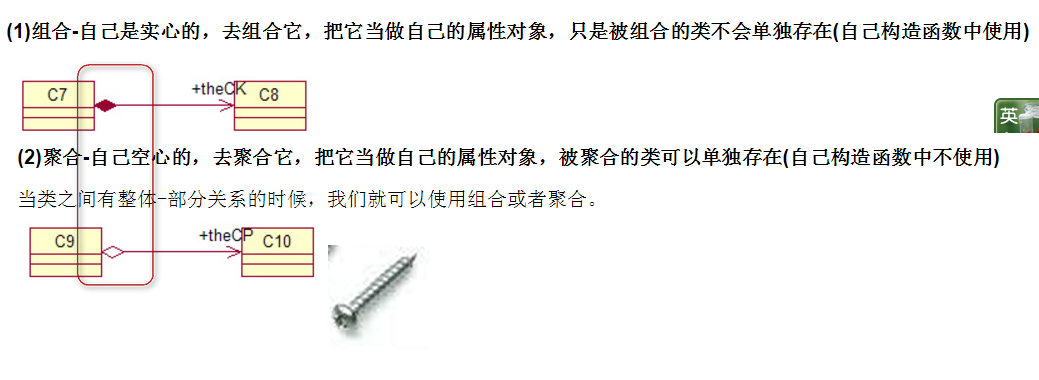 (1)组合-自己是实心的，去组合它，把它当做自己的属性对象，只是被组合的类不会单独存在(自己构造函数中使用)
C7
+theCK
C8
英
(2)聚合-自己空心的，去聚合它，把它当做自己的属性对象，被聚合的类可以单独存在(自己构造函数中不使用)
当类之间有整体-部分关系的时候，我们就可以使用组合或者聚合。
C9
+theCP
C10